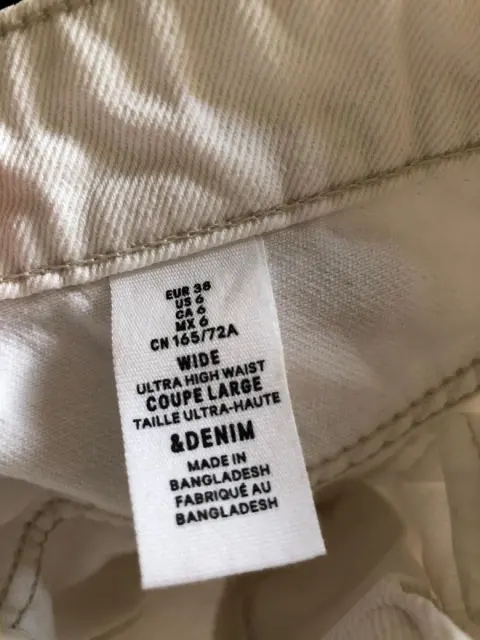 EUR 38
US 6
CA 6
MX 6
CN 165/72A
WIDE
ULTRA HIGH WAIST
COUPE LARGE
TAILLE ULTRA-HAUTE
&DENIM
MADE IN
BANGLADESH
FABRIQUÉ AU
BANGLADESH